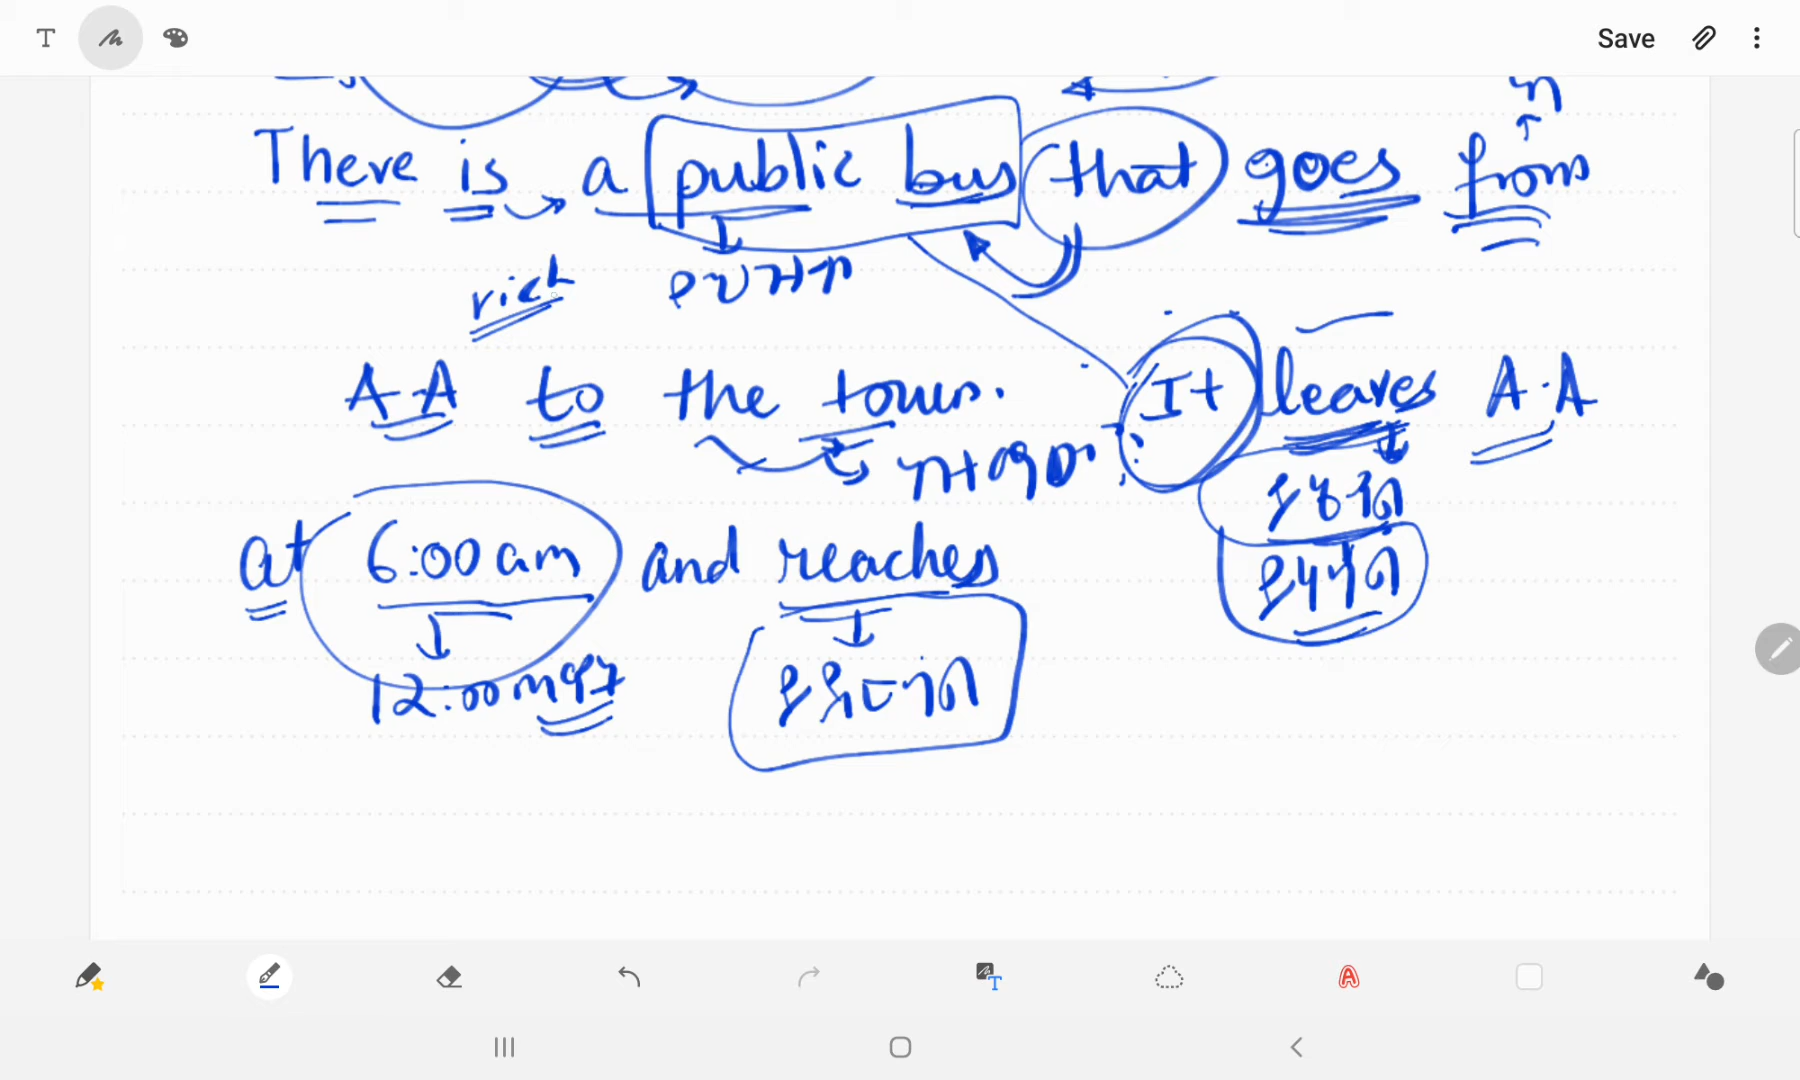 Save
ከ
There is a public bus that goes from
rich
የህዝብ
A.A to the town. It leaves A.A
ከተማው
ይነሳል
at 6:00 am and reaches
ይሄዳል
12:00 ሰዓት
ይደርሳል